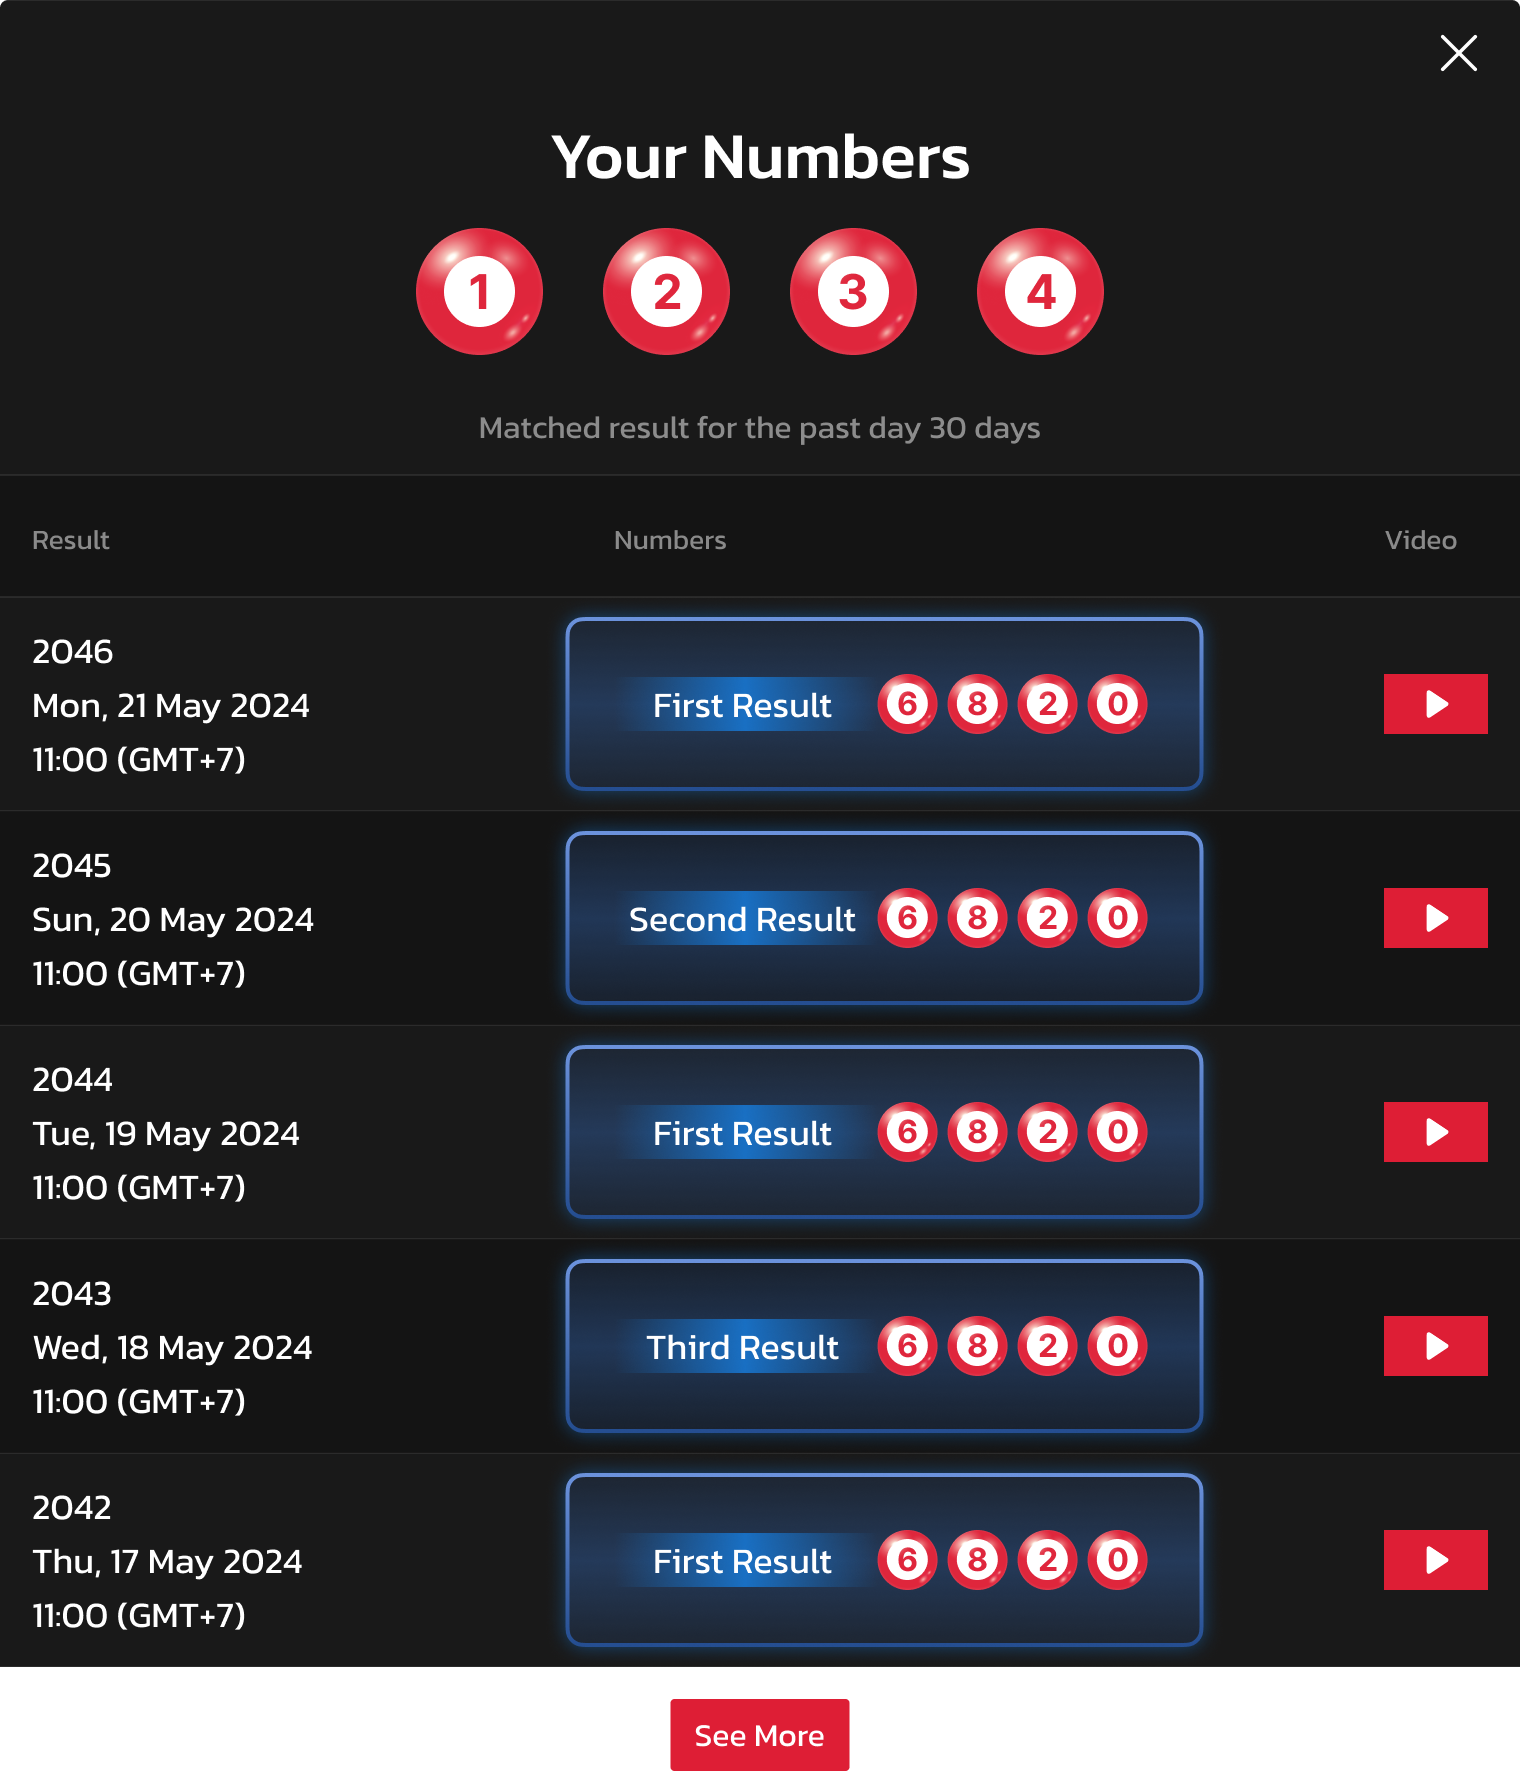 Your Numbers
1 2 3 4
Matched result for the past day 30 days
Result Numbers Video
2046
Mon, 21 May 2024
11:00 (GMT+7)
First Result 6 8 2 0
2045
Sun, 20 May 2024
11:00 (GMT+7)
Second Result 6 8 2 0
2044
Tue, 19 May 2024
11:00 (GMT+7)
First Result 6 8 2 0
2043
Wed, 18 May 2024
11:00 (GMT+7)
Third Result 6 8 2 0
2042
Thu, 17 May 2024
11:00 (GMT+7)
First Result 6 8 2 0
See More